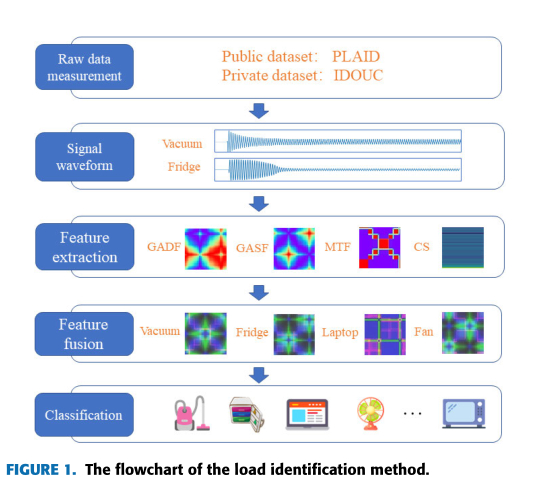 Raw data
measurement
Public dataset: PLAID
Private dataset: IDOUC
Signal
waveform
Vacuum
Fridge
Feature
extraction
GADF
GASF
MTF
CS
Feature
fusion
Vacuum
Fridge
Laptop
Fan
Classification
...
FIGURE 1. The flowchart of the load identification method.